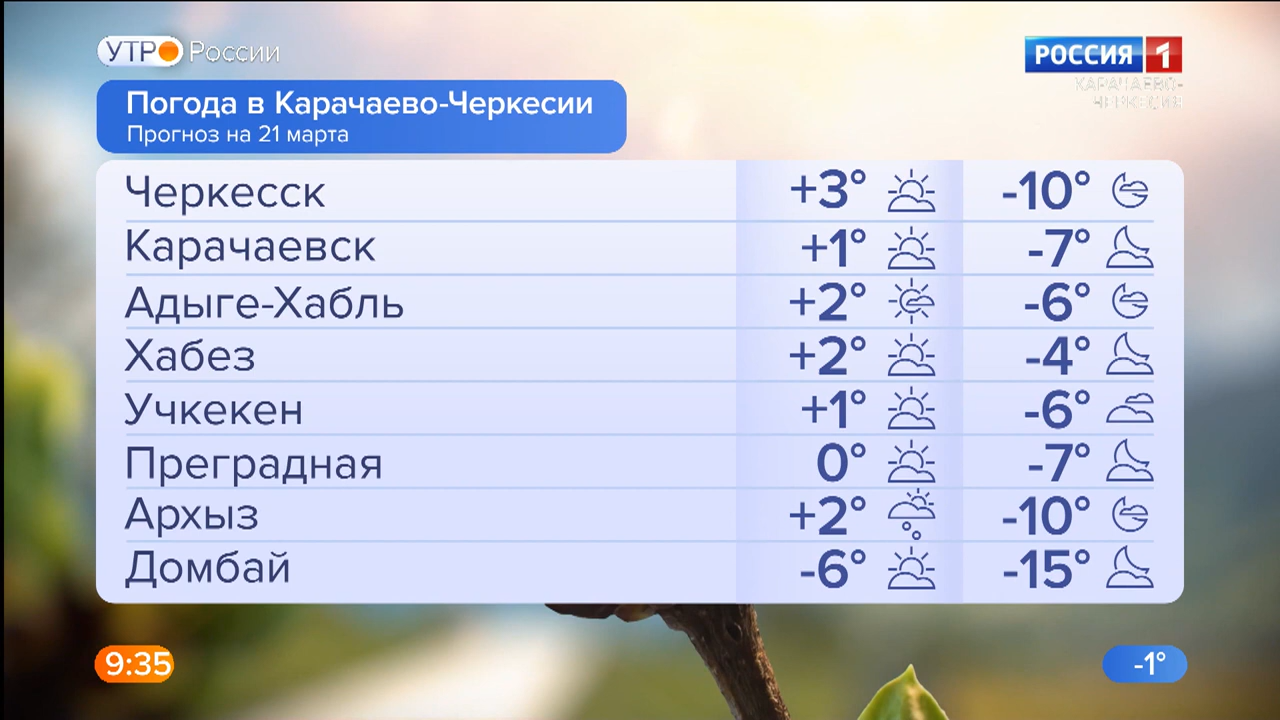 УТРО России
РОССИЯ 1
КАРАЧАЕВО-
ЧЕРКЕСИЯ
Погода в Карачаево-Черкесии
Прогноз на 21 марта
Черкесск +3° -10°
Карачаевск +1° -7°
Адыге-Хабль +2° -6°
Хабез +2° -4°
Учкекен +1° -6°
Преградная 0° -7°
Архыз +2° -10°
Домбай -6° -15°
9:35
-1°